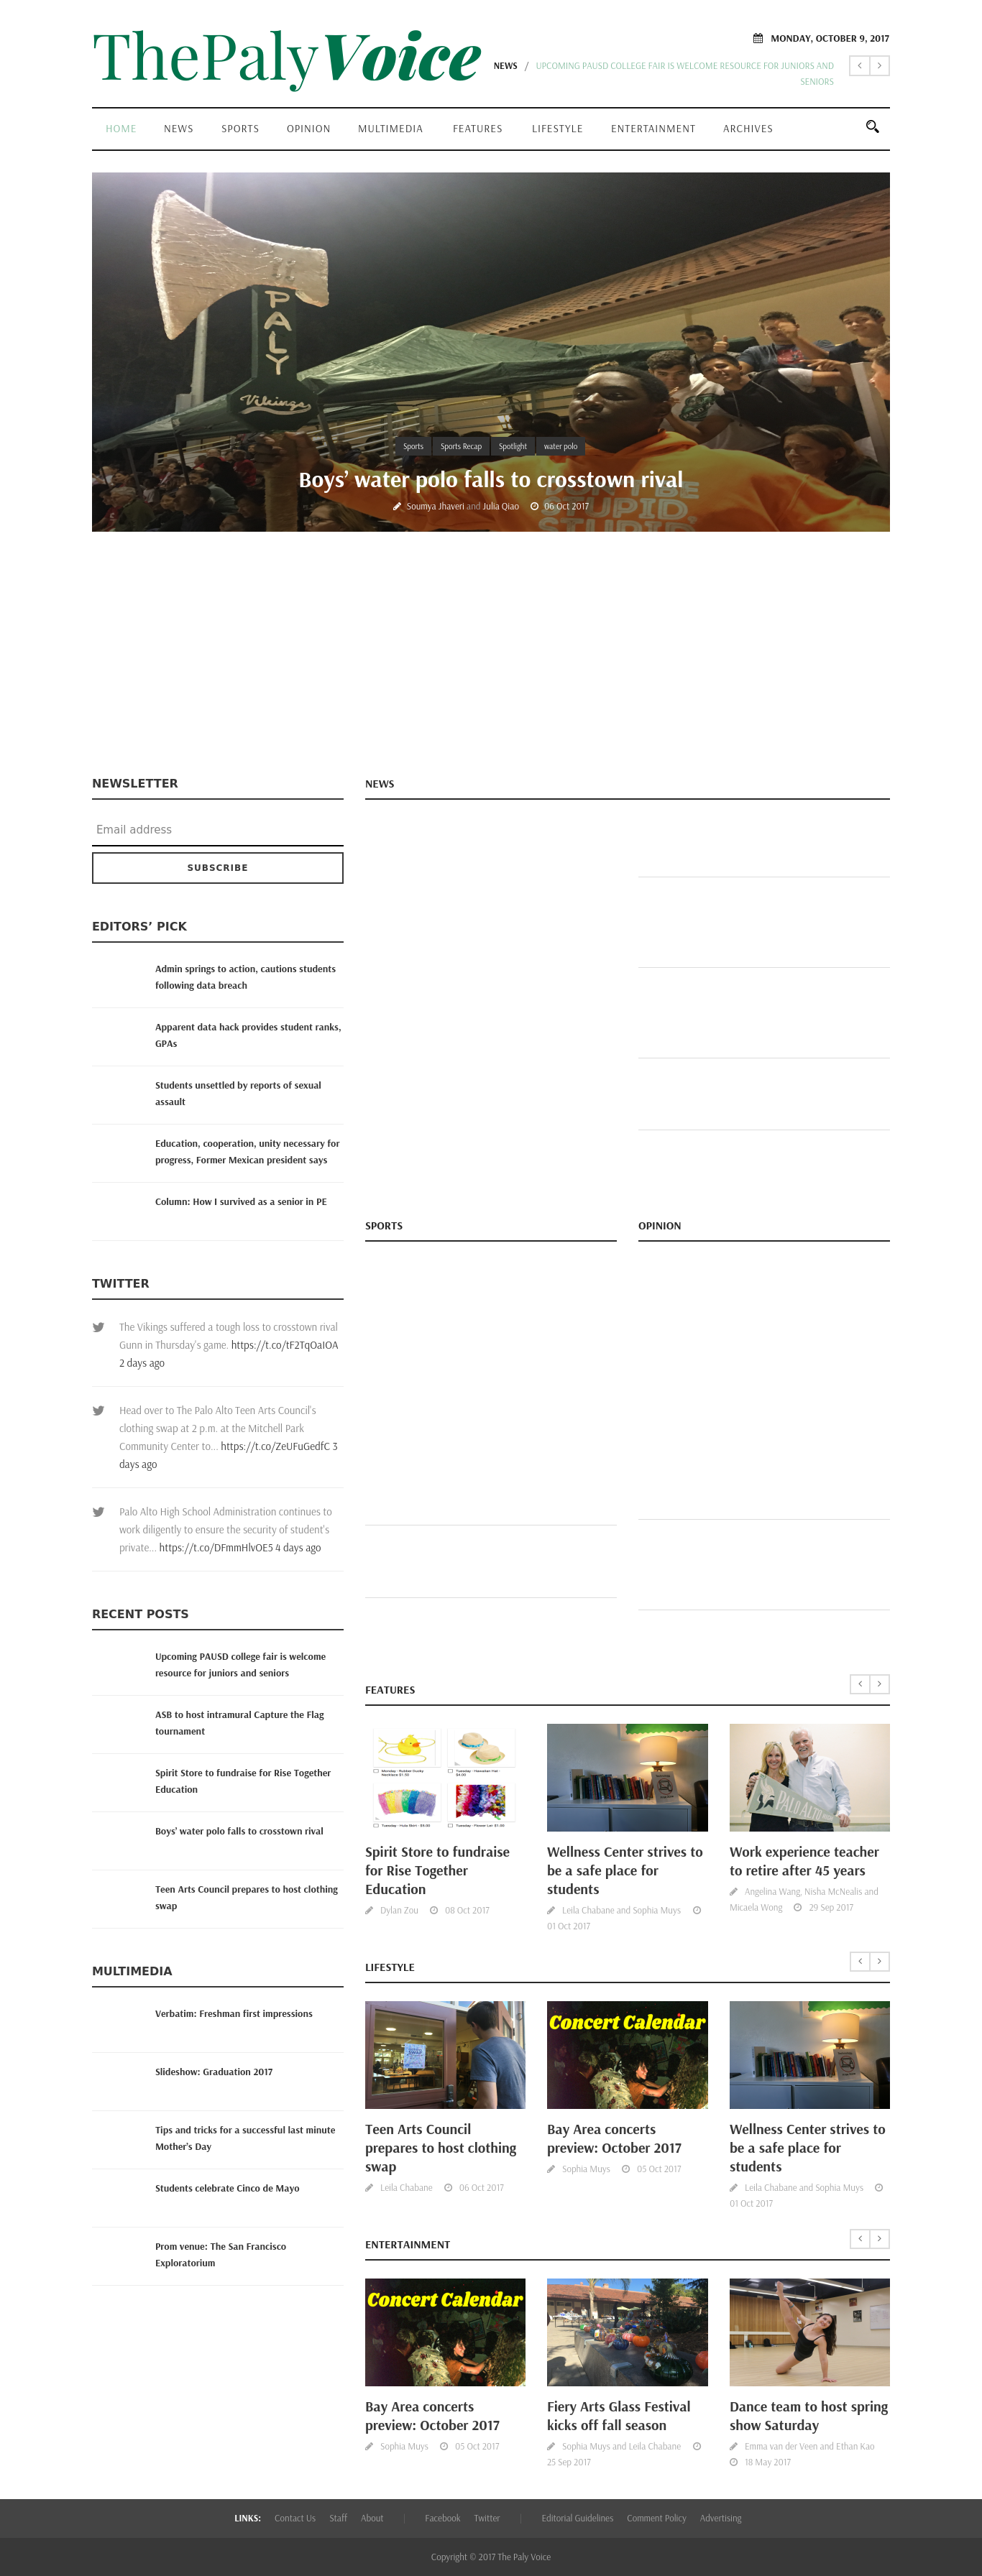 ThePalyVoice
MONDAY, OCTOBER 9, 2017
NEWS / UPCOMING PAUSD COLLEGE FAIR IS WELCOME RESOURCE FOR JUNIORS AND
SENIORS
HOME NEWS SPORTS OPINION MULTIMEDIA FEATURES LIFESTYLE ENTERTAINMENT ARCHIVES
PALY
Vikings
Sports Sports Recap Spotlight water polo
Boys’ water polo falls to crosstown rival
Soumya Jhaveri and Julia Qiao 06 Oct 2017
DON'T BE
STUPID
STUPID
NEWSLETTER
Email address
SUBSCRIBE
EDITORS’ PICK
Admin springs to action, cautions students
following data breach
Apparent data hack provides student ranks,
GPAs
Students unsettled by reports of sexual
assault
Education, cooperation, unity necessary for
progress, Former Mexican president says
Column: How I survived as a senior in PE
TWITTER
The Vikings suffered a tough loss to crosstown rival
Gunn in Thursday's game. https://t.co/tF2TqOaIOA
2 days ago
Head over to The Palo Alto Teen Arts Council's
clothing swap at 2 p.m. at the Mitchell Park
Community Center to... https://t.co/ZeUFuGedfC 3
days ago
Palo Alto High School Administration continues to
work diligently to ensure the security of student's
private... https://t.co/DFmmHlvOE5 4 days ago
RECENT POSTS
Upcoming PAUSD college fair is welcome
resource for juniors and seniors
ASB to host intramural Capture the Flag
tournament
Spirit Store to fundraise for Rise Together
Education
Boys’ water polo falls to crosstown rival
Teen Arts Council prepares to host clothing
swap
MULTIMEDIA
Verbatim: Freshman first impressions
Slideshow: Graduation 2017
Tips and tricks for a successful last minute
Mother’s Day
Students celebrate Cinco de Mayo
Prom venue: The San Francisco
Exploratorium
NEWS
SPORTS
OPINION
FEATURES
Spirit Store to fundraise
for Rise Together
Education
Dylan Zou 08 Oct 2017
Wellness Center strives to
be a safe place for
students
Leila Chabane and Sophia Muys
01 Oct 2017
PALO ALTO
Work experience teacher
to retire after 45 years
Angelina Wang, Nisha McNealis and
Micaela Wong 29 Sep 2017
LIFESTYLE
Teen Arts Council
prepares to host clothing
swap
Leila Chabane 06 Oct 2017
Concert Calendar
Bay Area concerts
preview: October 2017
Sophia Muys 05 Oct 2017
Wellness Center strives to
be a safe place for
students
Leila Chabane and Sophia Muys
01 Oct 2017
ENTERTAINMENT
Concert Calendar
Bay Area concerts
preview: October 2017
Sophia Muys 05 Oct 2017
Fiery Arts Glass Festival
kicks off fall season
Sophia Muys and Leila Chabane
25 Sep 2017
Dance team to host spring
show Saturday
Emma van der Veen and Ethan Kao
18 May 2017
LINKS: Contact Us Staff About | Facebook Twitter | Editorial Guidelines Comment Policy Advertising
Copyright © 2017 The Paly Voice